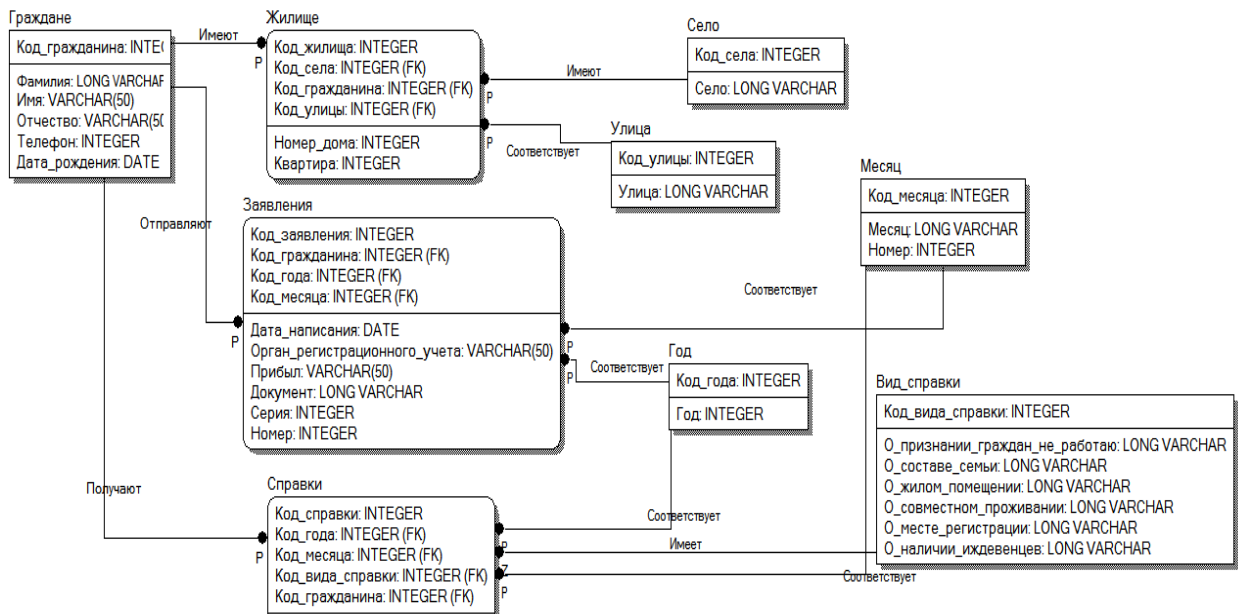 Граждане
Код_гражданина: INTE
Фамилия: LONG VARCHAR
Имя: VARCHAR(50)
Отчество: VARCHAR(50
Телефон: INTEGER
Дата_рождения: DATE
Имеют
P
Жилище
Код_жилища: INTEGER
Код_села: INTEGER (FK)
Код_гражданина: INTEGER (FK)
Код_улицы: INTEGER (FK)
Номер_дома: INTEGER
Квартира: INTEGER
Имеют
P
Село
Код_села: INTEGER
Село: LONG VARCHAR
P
Соответствует
Улица
Код_улицы: INTEGER
Улица: LONG VARCHAR
Месяц
Код_месяца: INTEGER
Месяц: LONG VARCHAR
Номер: INTEGER
Отправляют
P
Заявления
Код_заявления: INTEGER
Код_гражданина: INTEGER (FK)
Код_года: INTEGER (FK)
Код_месяца: INTEGER (FK)
Дата_написания: DATE
Орган_регистрационного_учета: VARCHAR(50)
Прибыл: VARCHAR(50)
Документ: LONG VARCHAR
Серия: INTEGER
Номер: INTEGER
Соответствует
P
Соответствует
P
Год
Код_года: INTEGER
Год: INTEGER
Вид_справки
Код_вида_справки: INTEGER
О_признании_граждан_не_работаю: LONG VARCHAR
О_составе_семьи: LONG VARCHAR
О_жилом_помещении: LONG VARCHAR
О_совместном_проживании: LONG VARCHAR
О_месте_регистрации: LONG VARCHAR
О_наличии_иждевенцев: LONG VARCHAR
Получают
P
Справки
Код_справки: INTEGER
Код_года: INTEGER (FK)
Код_месяца: INTEGER (FK)
Код_вида_справки: INTEGER (FK)
Код_гражданина: INTEGER (FK)
Соответствует
P
Имеет
Z
Соответствует
P